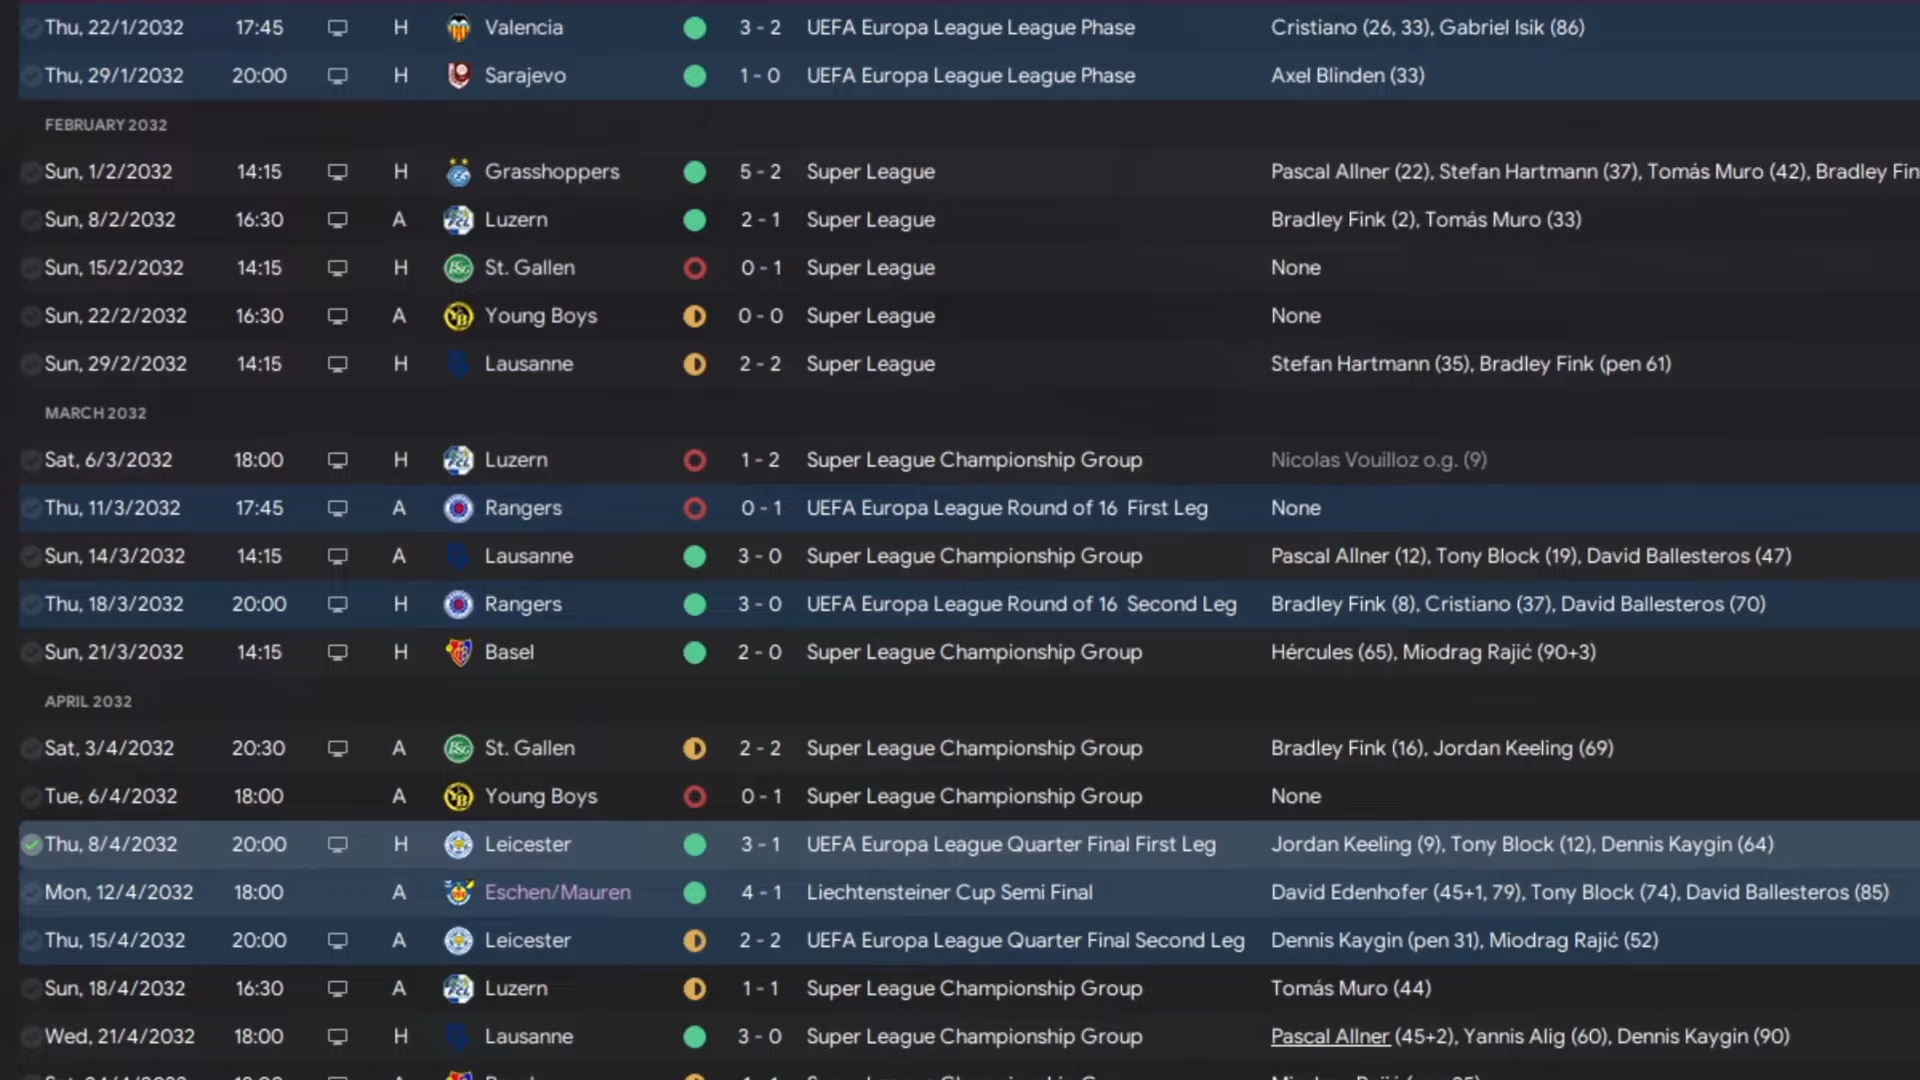 Thu, 22/1/2032 17:45 H Valencia 3 - 2 UEFA Europa League League Phase Cristiano (26, 33), Gabriel Isik (86)
Thu, 29/1/2032 20:00 H Sarajevo 1 - 0 UEFA Europa League League Phase Axel Blinden (33)
FEBRUARY 2032
Sun, 1/2/2032 14:15 H Grasshoppers 5 - 2 Super League Pascal Allner (22), Stefan Hartmann (37), Tomás Muro (42), Bradley Fin
Sun, 8/2/2032 16:30 A Luzern 2 - 1 Super League Bradley Fink (2), Tomás Muro (33)
Sun, 15/2/2032 14:15 H St. Gallen 0 - 1 Super League None
Sun, 22/2/2032 16:30 A Young Boys 0 - 0 Super League None
Sun, 29/2/2032 14:15 H Lausanne 2 - 2 Super League Stefan Hartmann (35), Bradley Fink (pen 61)
MARCH 2032
Sat, 6/3/2032 18:00 H Luzern 1 - 2 Super League Championship Group Nicolas Vouilloz o.g. (9)
Thu, 11/3/2032 17:45 A Rangers 0 - 1 UEFA Europa League Round of 16 First Leg None
Sun, 14/3/2032 14:15 A Lausanne 3 - 0 Super League Championship Group Pascal Allner (12), Tony Block (19), David Ballesteros (47)
Thu, 18/3/2032 20:00 H Rangers 3 - 0 UEFA Europa League Round of 16 Second Leg Bradley Fink (8), Cristiano (37), David Ballesteros (70)
Sun, 21/3/2032 14:15 H Basel 2 - 0 Super League Championship Group Hércules (65), Miodrag Rajić (90+3)
APRIL 2032
Sat, 3/4/2032 20:30 A St. Gallen 2 - 2 Super League Championship Group Bradley Fink (16), Jordan Keeling (69)
Tue, 6/4/2032 18:00 A Young Boys 0 - 1 Super League Championship Group None
Thu, 8/4/2032 20:00 H Leicester 3 - 1 UEFA Europa League Quarter Final First Leg Jordan Keeling (9), Tony Block (12), Dennis Kaygin (64)
Mon, 12/4/2032 18:00 A Eschen/Mauren 4 - 1 Liechtensteiner Cup Semi Final David Edenhofer (45+1, 79), Tony Block (74), David Ballesteros (85)
Thu, 15/4/2032 20:00 A Leicester 2 - 2 UEFA Europa League Quarter Final Second Leg Dennis Kaygin (pen 31), Miodrag Rajić (52)
Sun, 18/4/2032 16:30 A Luzern 1 - 1 Super League Championship Group Tomás Muro (44)
Wed, 21/4/2032 18:00 H Lausanne 3 - 0 Super League Championship Group Pascal Allner (45+2), Yannis Alig (60), Dennis Kaygin (90)